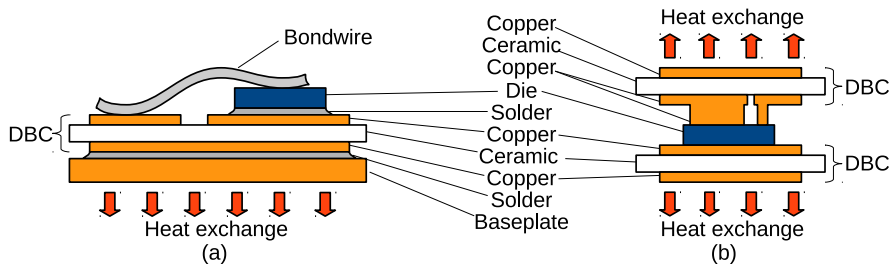 Bondwire
DBC
Heat exchange
(a)
Copper
Ceramic
Copper
Die
Solder
Copper
Ceramic
Copper
Solder
Baseplate
Heat exchange
DBC
DBC
Heat exchange
(b)